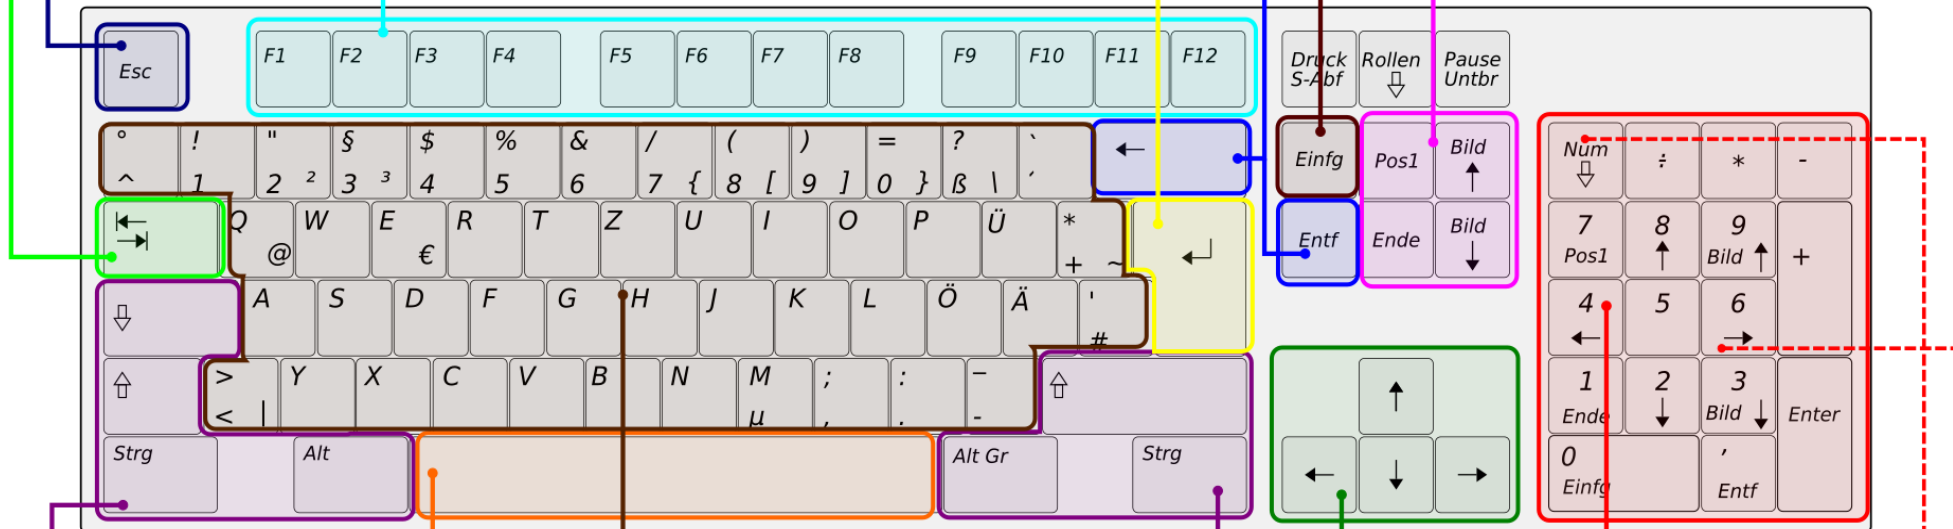 Esc F1 F2 F3 F4 F5 F6 F7 F8 F9 F10 F11 F12 Druck Rollen ⇩ Pause
S-Abf Untbr
° ! " § $ % & / ( ) = ? ` ← Einfg Pos1 Bild ↑ Num ⇩ ÷ * -
^ 1 2 ² 3 ³ 4 5 6 7 { 8 [ 9 ] 0 } ß \ ´
Q W E R T Z U I O P Ü * Entf Ende Bild ↓ 7 8 9 +
@ € + ~ Pos1 ↑ Bild ↑
A S D F G H J K L Ö Ä ' 4 5 6
# ← →
> Y X C V B N M ; : _ ⇧ ↑ 1 2 3 Enter
< | µ , . - Ende ↓ Bild ↓
Strg Alt Alt Gr Strg ← ↓ → 0 ,
Einfg Entf